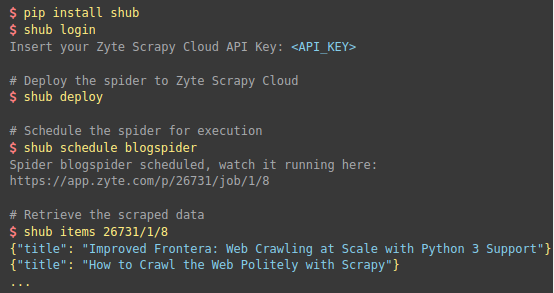 $ pip install shub
$ shub login
Insert your Zyte Scrapy Cloud API Key: <API_KEY>
# Deploy the spider to Zyte Scrapy Cloud
$ shub deploy
# Schedule the spider for execution
$ shub schedule blogspider
Spider blogspider scheduled, watch it running here:
https://app.zyte.com/p/26731/job/1/8
# Retrieve the scraped data
$ shub items 26731/1/8
{"title": "Improved Frontera: Web Crawling at Scale with Python 3 Support"}
{"title": "How to Crawl the Web Politely with Scrapy"}
...